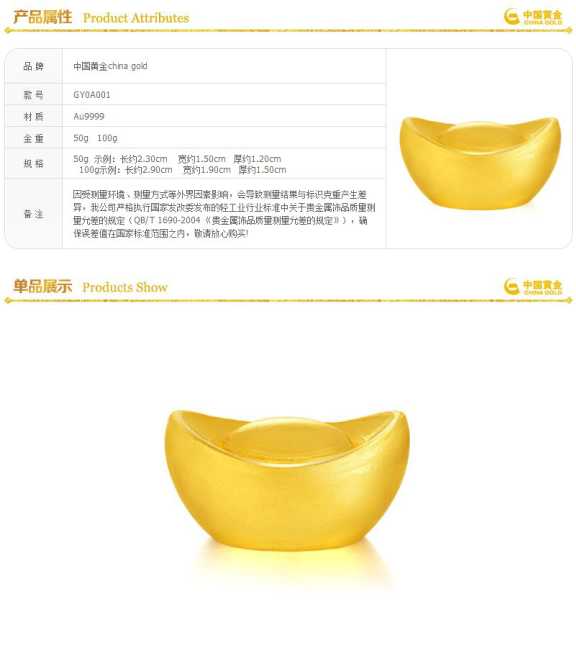 产品属性 Product Attributes 中国黄金
CHINA GOLD
品 牌 中国黄金china gold
款 号 GY0A001
材 质 Au9999
金 重 50g 100g
规 格 50g 示例：长约2.30cm 宽约1.50cm 厚约1.20cm
100g示例：长约2.90cm 宽约1.90cm 厚约1.50cm
备 注 因受测量环境、测量方式等外界因素影响，会导致测量结果与标识克重产生差
异，我公司严格执行国家发改委发布的轻工业行业标准中关于贵金属饰品质量测
量允差的规定（QB/T 1690-2004《贵金属饰品质量测量允差的规定》），确
保误差值在国家标准范围之内，敬请放心购买!
单品展示 Products Show 中国黄金
CHINA GOLD